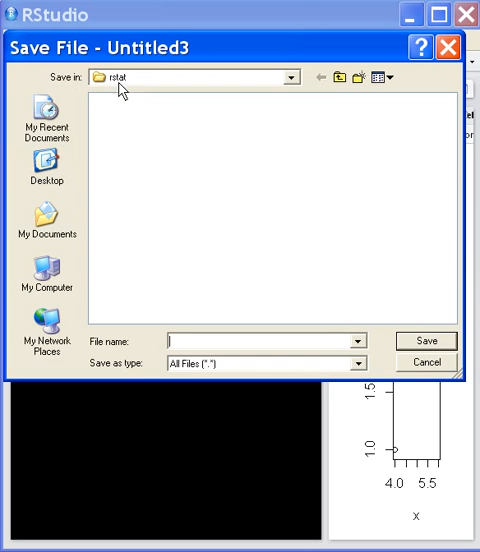 RStudio
Save File - Untitled3
Save in:
rstat
My Recent
Documents
Desktop
My Documents
My Computer
My Network
Places
File name:
Save
Save as type:
All Files (*.*)
Cancel
1.5
1.0
4.0
5.5
x